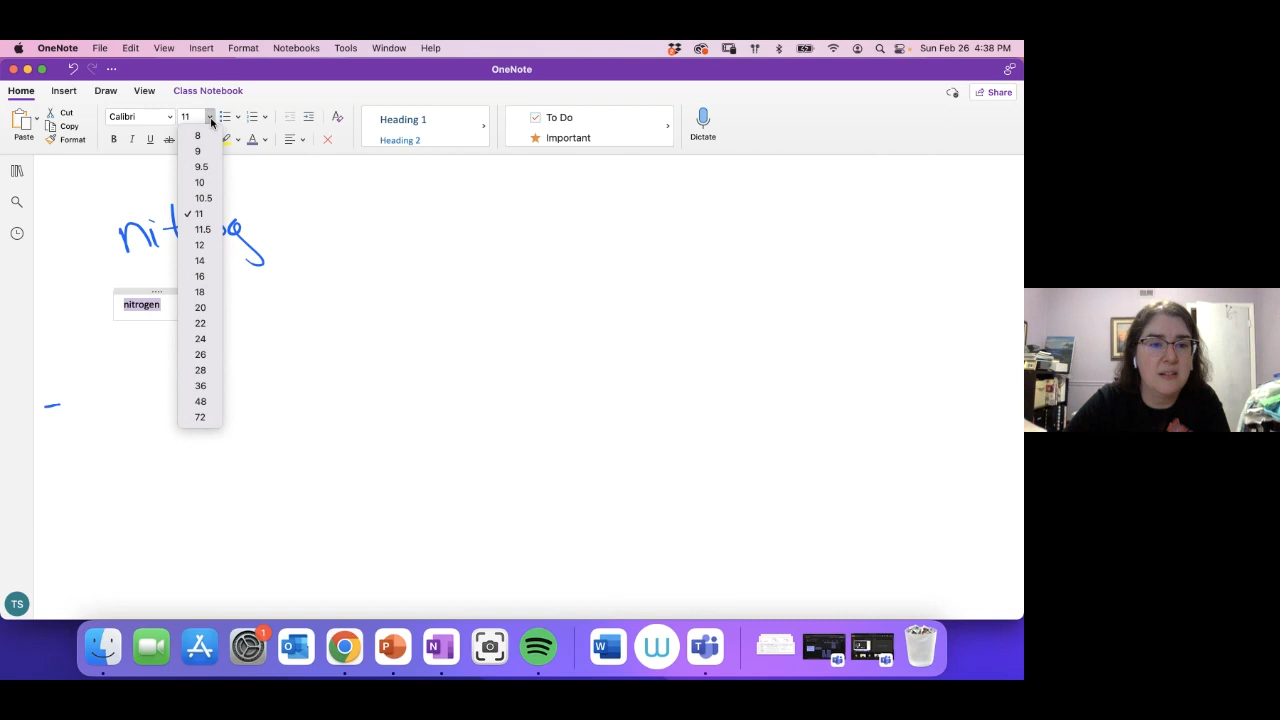 OneNote File Edit View Insert Format Notebooks Tools Window Help Sun Feb 26 4:38 PM
OneNote
Home Insert Draw View Class Notebook Share
Paste Cut Copy Format
Calibri 11
B I U ab A
Heading 1
Heading 2
To Do
Important
Dictate
8
9
9.5
10
10.5
✓ 11
11.5
12
14
16
18
20
22
24
26
28
36
48
72
nitrogen
TS
1